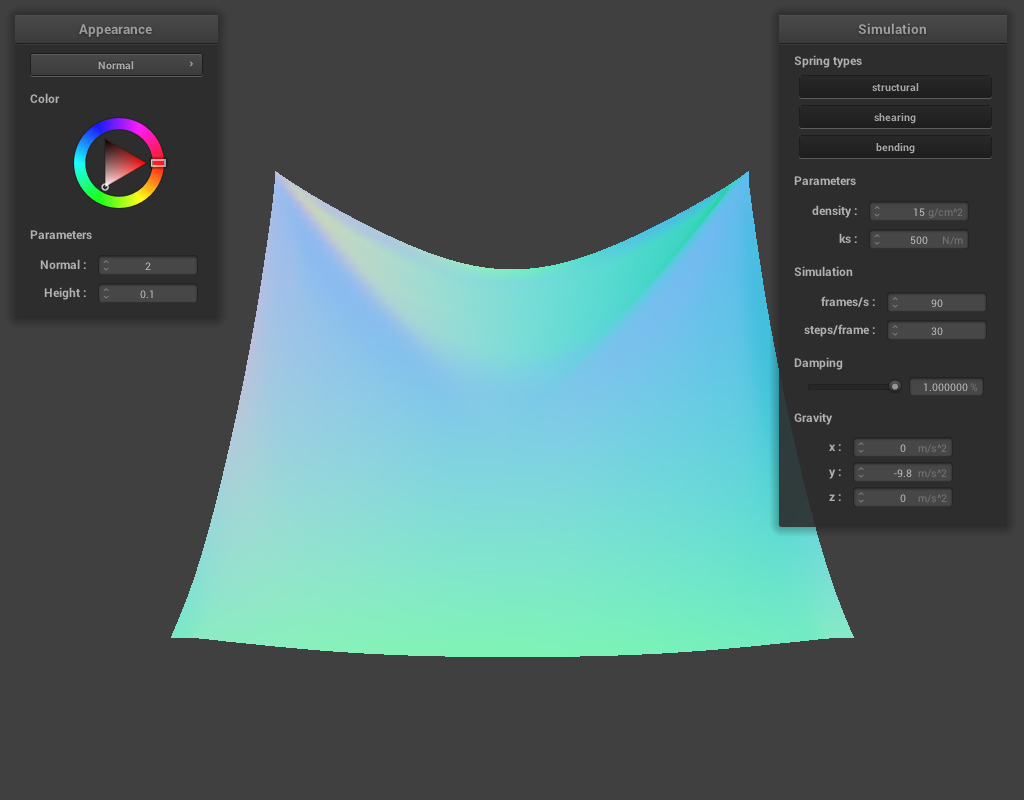 Appearance
Normal ›
Color
Parameters
Normal : 2
Height : 0.1
Simulation
Spring types
structural
shearing
bending
Parameters
density : 15 g/cm^2
ks : 500 N/m
Simulation
frames/s : 90
steps/frame : 30
Damping
1.000000 %
Gravity
x : 0 m/s^2
y : -9.8 m/s^2
z : 0 m/s^2